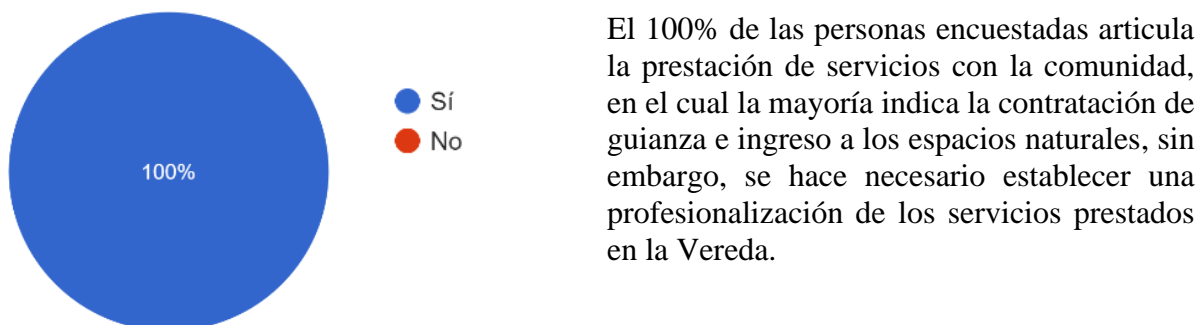 100%
Sí
No
El 100% de las personas encuestadas articula
la prestación de servicios con la comunidad,
en el cual la mayoría indica la contratación de
guianza e ingreso a los espacios naturales, sin
embargo, se hace necesario establecer una
profesionalización de los servicios prestados
en la Vereda.